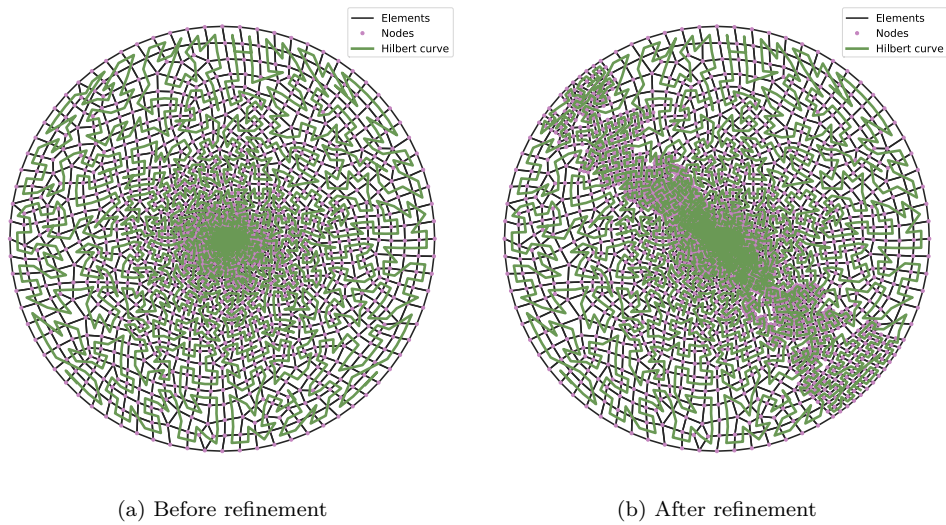 Elements
Nodes
Hilbert curve
Elements
Nodes
Hilbert curve
(a) Before refinement
(b) After refinement